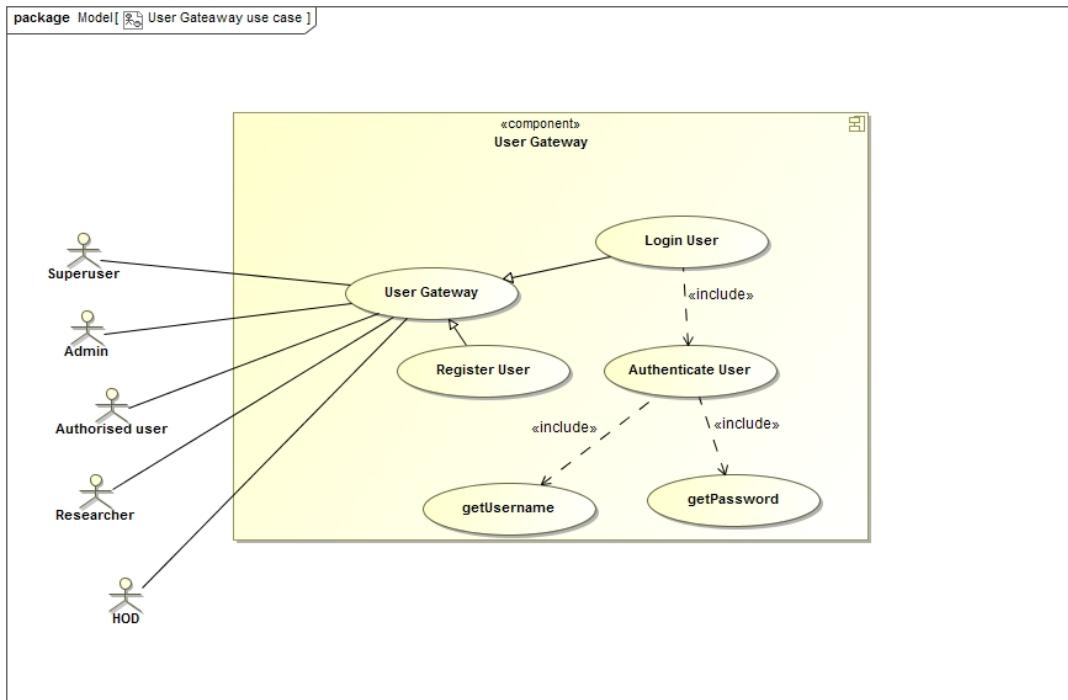 package Model[ User Gateaway use case ]
«component»
User Gateway
Login User
Superuser
User Gateway
«include»
Admin
Register User
Authenticate User
Authorised user
«include»
«include»
Researcher
getUsername
getPassword
HOD